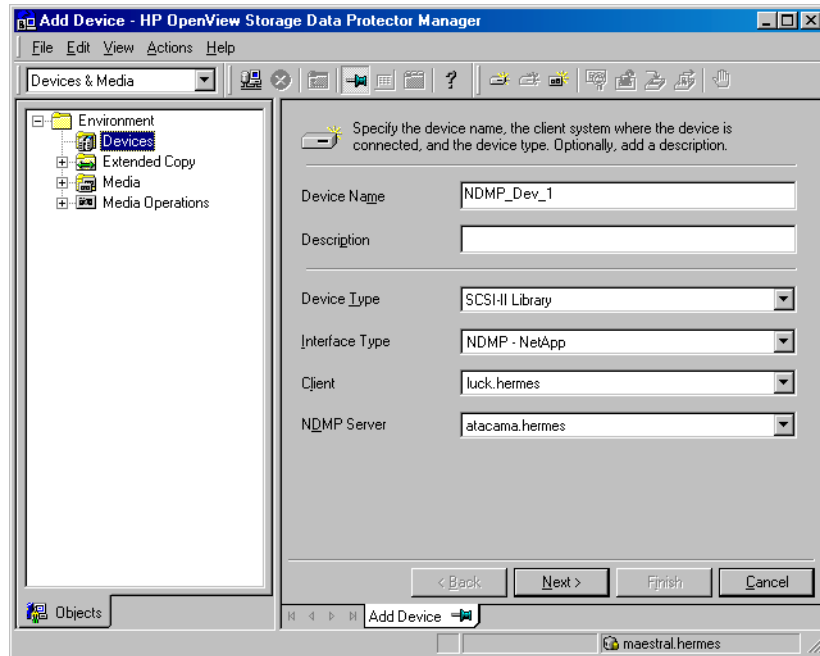 Add Device - HP OpenView Storage Data Protector Manager
File Edit View Actions Help
Devices & Media
Environment
Devices
Extended Copy
Media
Media Operations
Specify the device name, the client system where the device is
connected, and the device type. Optionally, add a description.
Device Name
NDMP_Dev_1
Description
Device Type
SCSI-II Library
Interface Type
NDMP - NetApp
Client
luck.hermes
NDMP Server
atacama.hermes
< Back
Next >
Finish
Cancel
Objects
Add Device
maestral.hermes